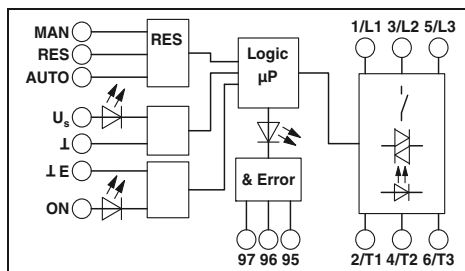 MAN
RES
AUTO
RES
Us
⊥
⊥ E
ON
Logic
µP
& Error
97 96 95
1/L1 3/L2 5/L3
2/T1 4/T2 6/T3